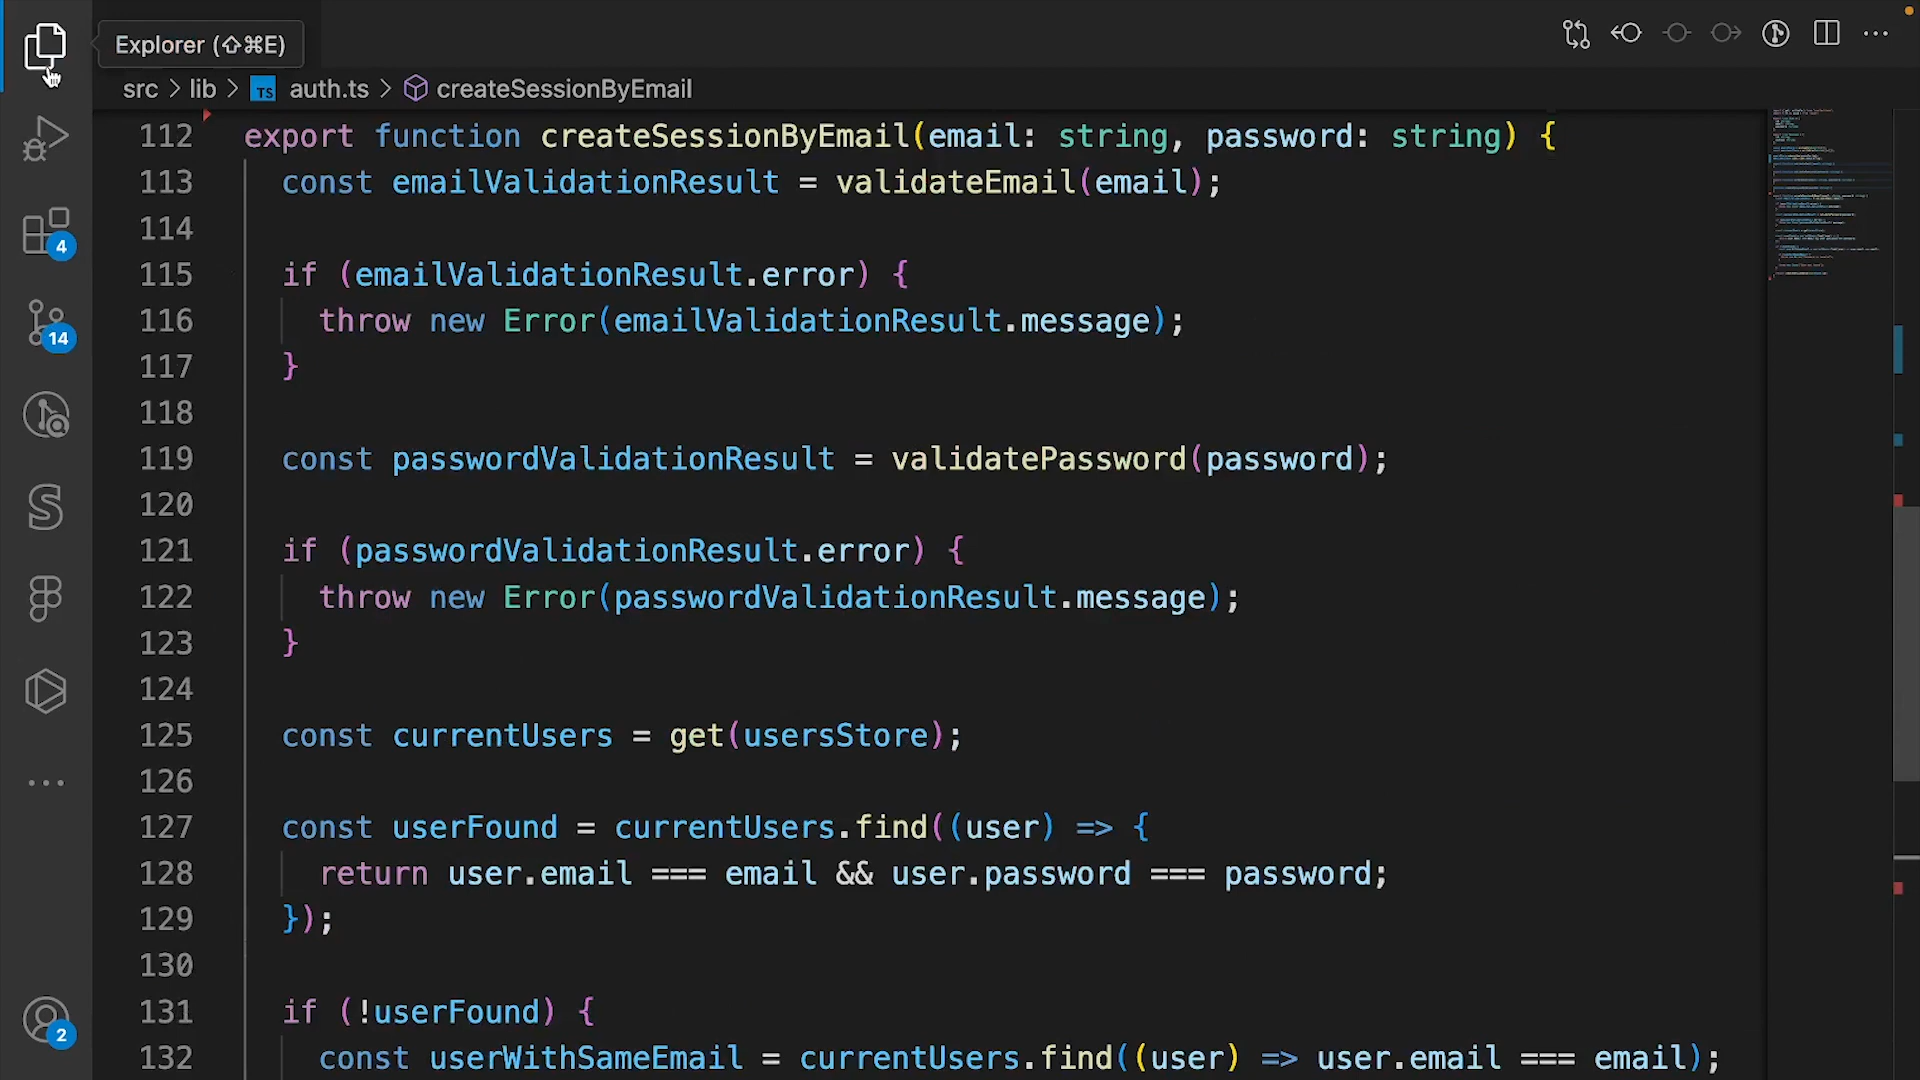 Explorer (⇧⌘E)
src > lib > TS auth.ts > createSessionByEmail
112 export function createSessionByEmail(email: string, password: string) {
113 const emailValidationResult = validateEmail(email);
114
115 if (emailValidationResult.error) {
116 throw new Error(emailValidationResult.message);
117 }
118
119 const passwordValidationResult = validatePassword(password);
120
121 if (passwordValidationResult.error) {
122 throw new Error(passwordValidationResult.message);
123 }
124
125 const currentUsers = get(usersStore);
126
127 const userFound = currentUsers.find((user) => {
128 return user.email === email && user.password === password;
129 });
130
131 if (!userFound) {
132 const userWithSameEmail = currentUsers.find((user) => user.email === email);
4
14
2